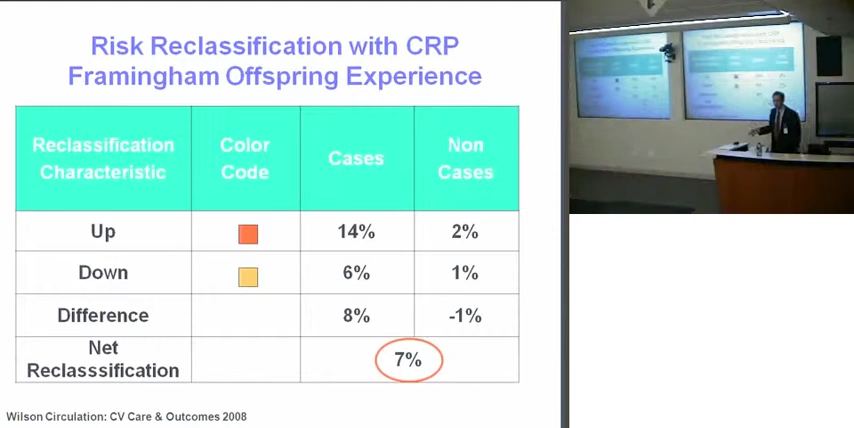 Risk Reclassification with CRP
Framingham Offspring Experience
Reclassification Characteristic
Color Code
Cases
Non Cases
Up
14%
2%
Down
6%
1%
Difference
8%
-1%
Net Reclasssification
7%
Wilson Circulation: CV Care & Outcomes 2008